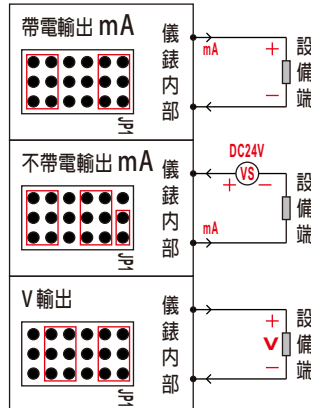 帶電輸出 mA
儀錶內部
mA
+
−
設備端
JP1
不帶電輸出 mA
儀錶內部
DC24V
VS
+ −
mA
設備端
JP1
V 輸出
儀錶內部
+
V
−
設備端
JP1